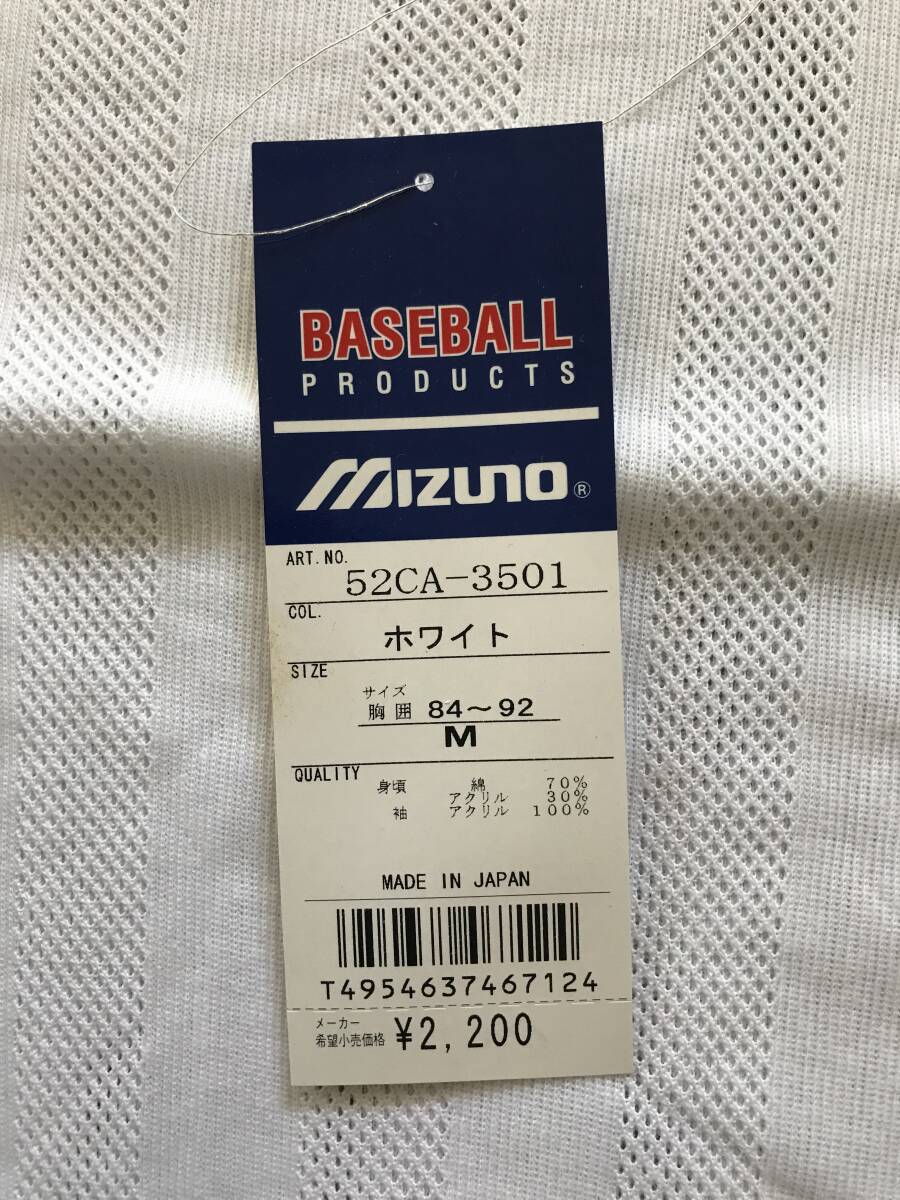 BASEBALL
PRODUCTS
MIZUNO®
ART.NO.
52CA-3501
COL.
ホワイト
SIZE
サイズ
胸囲 84～92
M
QUALITY
身頃 綿 70%
アクリル 30%
袖 アクリル 100%
MADE IN JAPAN
T4954637467124
メーカー
希望小売価格 ¥2,200